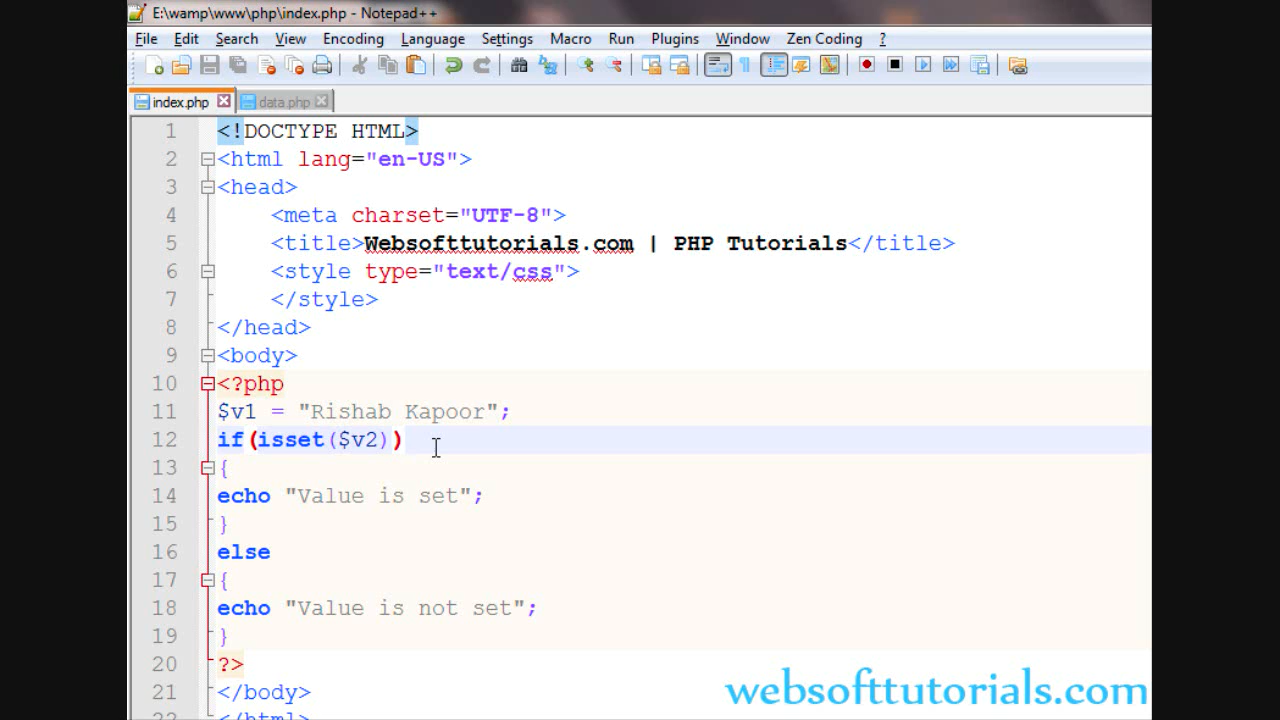 E:\wamp\www\php\index.php - Notepad++
File Edit Search View Encoding Language Settings Macro Run Plugins Window Zen Coding ?
index.php data.php
1 <!DOCTYPE HTML>
2 <html lang="en-US">
3 <head>
4 <meta charset="UTF-8">
5 <title>Websofttutorials.com | PHP Tutorials</title>
6 <style type="text/css">
7 </style>
8 </head>
9 <body>
10 <?php
11 $v1 = "Rishab Kapoor";
12 if(isset($v2))
13 {
14 echo "Value is set";
15 }
16 else
17 {
18 echo "Value is not set";
19 }
20 ?>
21 </body>
22 </html>
websofttutorials.com